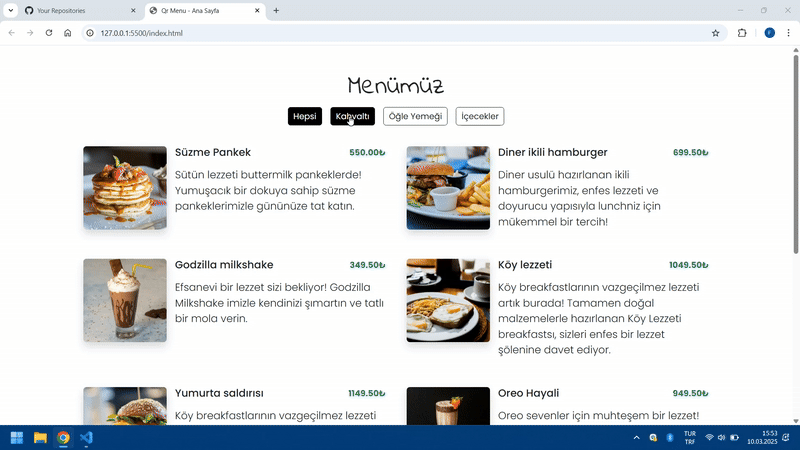 Your Repositories
Qr Menu - Ana Sayfa
127.0.0.1:5500/index.html
F
Menümüz
Hepsi
Kahvaltı
Öğle Yemeği
İçecekler
Süzme Pankek
550.00₺
Sütün lezzeti buttermilk pankeklerde!
Yumuşacık bir dokuya sahip süzme
pankeklerimizle gününüze tat katın.
Diner ikili hamburger
699.50₺
Diner usulü hazırlanan ikili
hamburgerimiz, enfes lezzeti ve
doyurucu yapısıyla lunchniz için
mükemmel bir tercih!
Godzilla milkshake
349.50₺
Efsanevi bir lezzet sizi bekliyor! Godzilla
Milkshake imizle kendinizi şımartın ve tatlı
bir mola verin.
Köy lezzeti
1049.50₺
Köy breakfastlarının vazgeçilmez lezzeti
artık burada! Tamamen doğal
malzemelerle hazırlanan Köy Lezzeti
breakfastsı, sizleri enfes bir lezzet
şölenine davet ediyor.
Yumurta saldırısı
1149.50₺
Köy breakfastlarının vazgeçilmez lezzeti
Oreo Hayali
949.50₺
Oreo sevenler için muhteşem bir lezzet!
TUR
TRF
15:53
10.03.2025